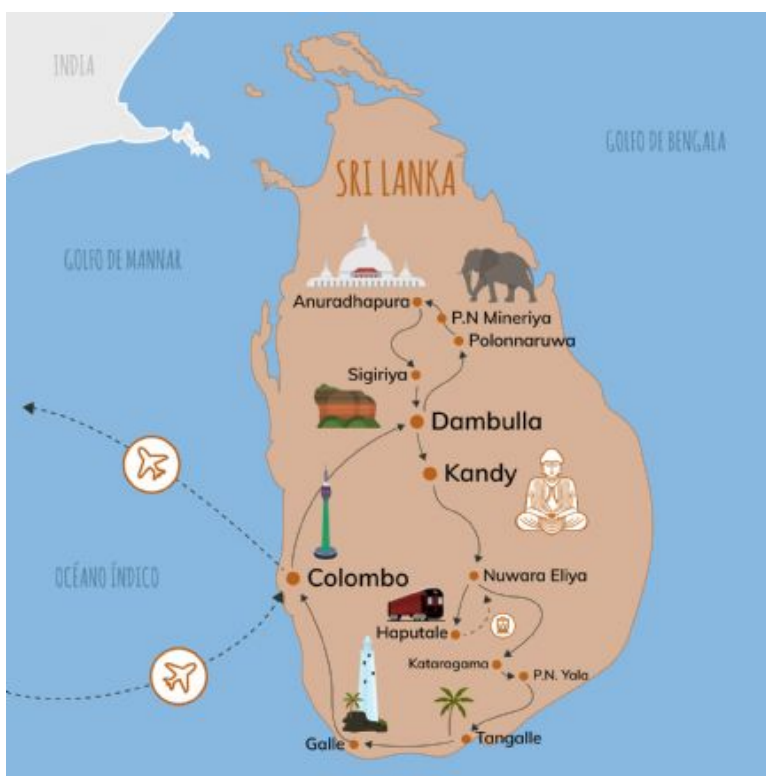 INDIA
GOLFO DE BENGALA
SRI LANKA
GOLFO DE MANNAR
Anuradhapura
P.N Mineriya
Polonnaruwa
Sigiriya
Dambulla
Kandy
OCÉANO ÍNDICO
Colombo
Nuwara Eliya
Haputale
Kataragama
P.N. Yala
Tangalle
Galle